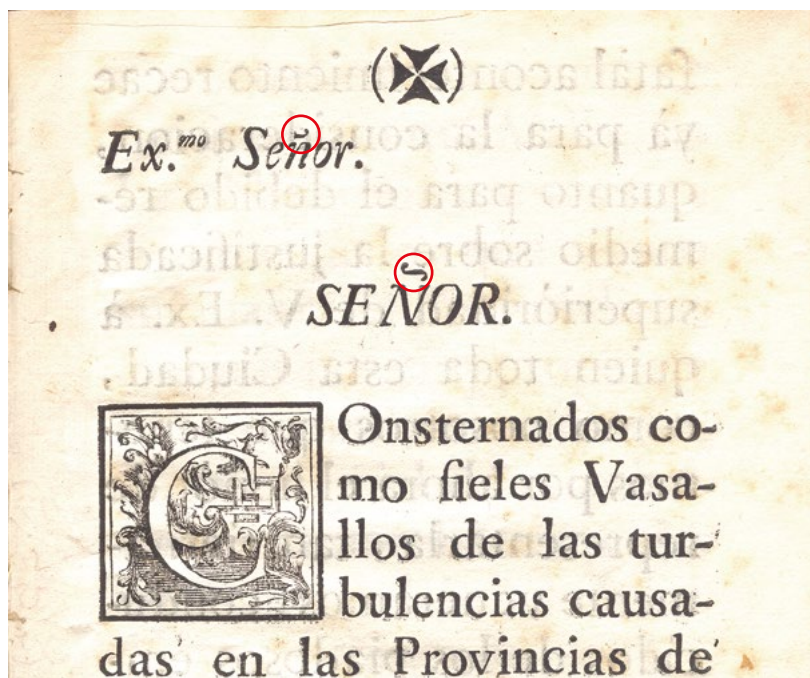 (✠)
Ex.ᵐᵒ Señor.
SEÑOR.
COnsternados co-
mo fieles Vasa-
llos de las tur-
bulencias causa-
das en las Provincias de